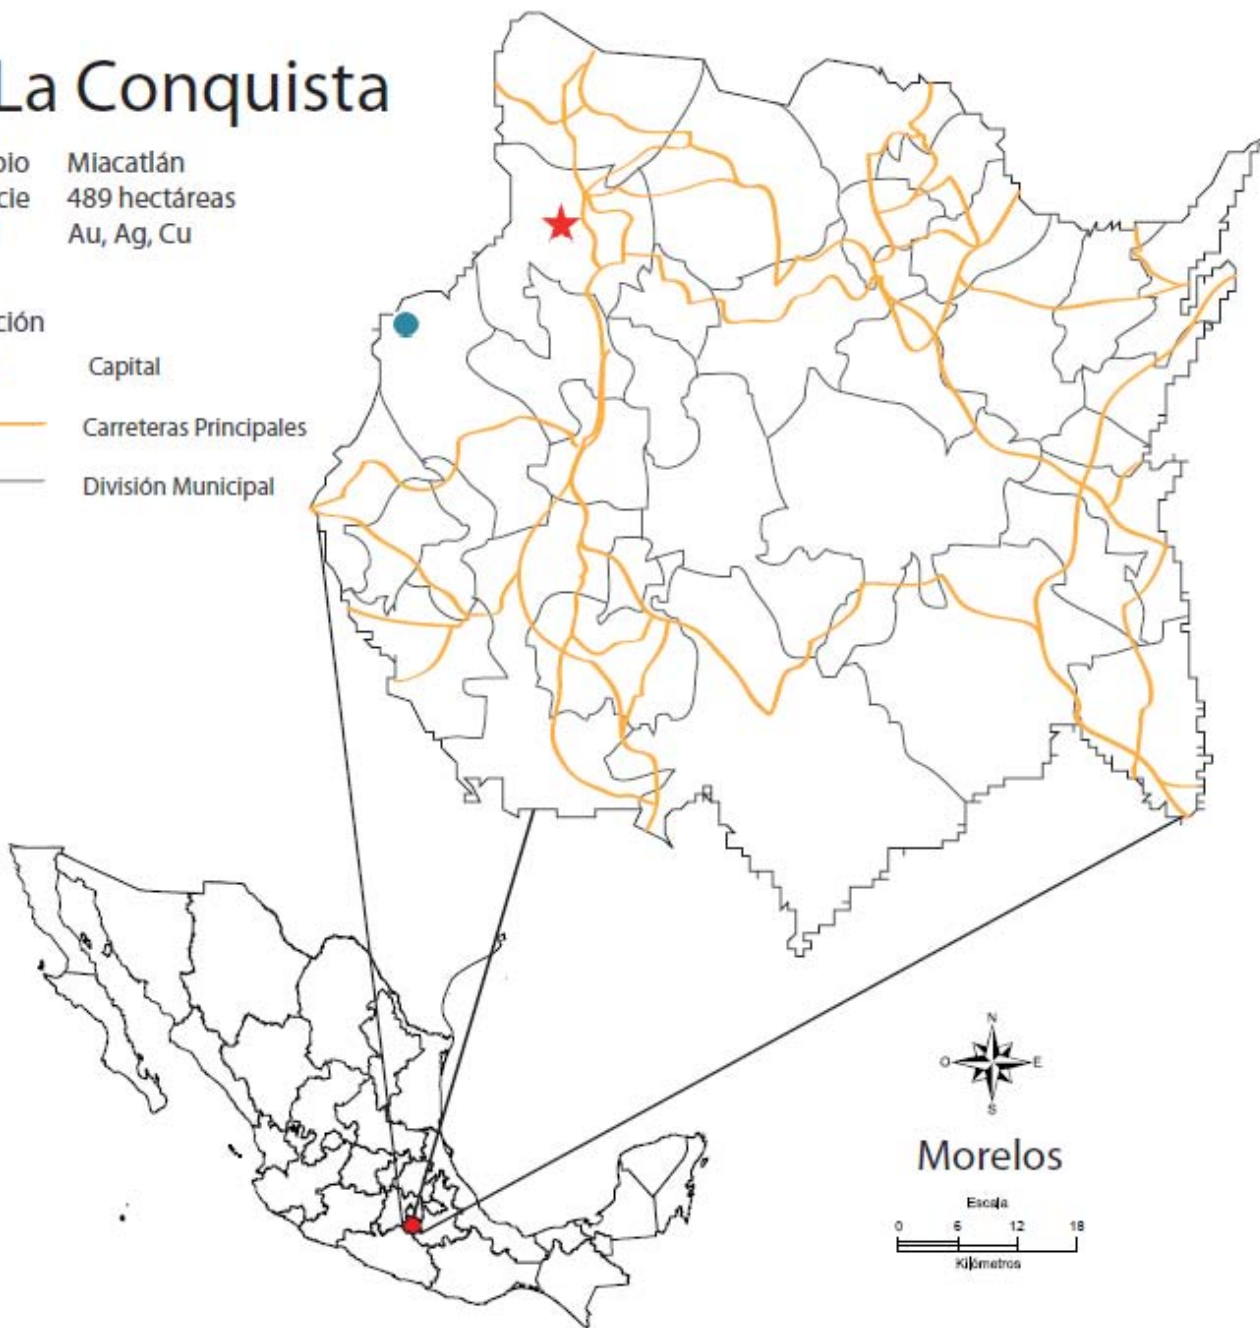 La Conquista
pio Miacatlán
cie 489 hectáreas
Au, Ag, Cu
ción
Capital
Carreteras Principales
División Municipal
N
O E
S
Morelos
Escala
0 6 12 18
Kilómetros